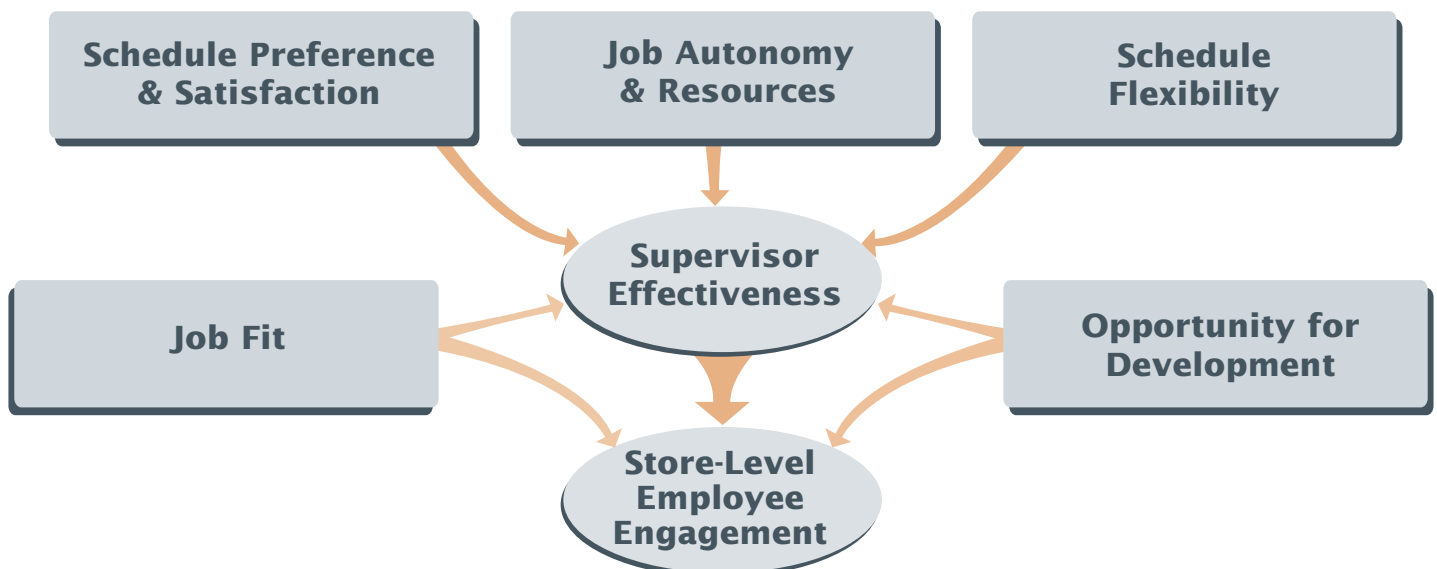 Schedule Preference
& Satisfaction
Job Autonomy
& Resources
Schedule
Flexibility
Supervisor
Effectiveness
Job Fit
Opportunity for
Development
Store-Level
Employee
Engagement